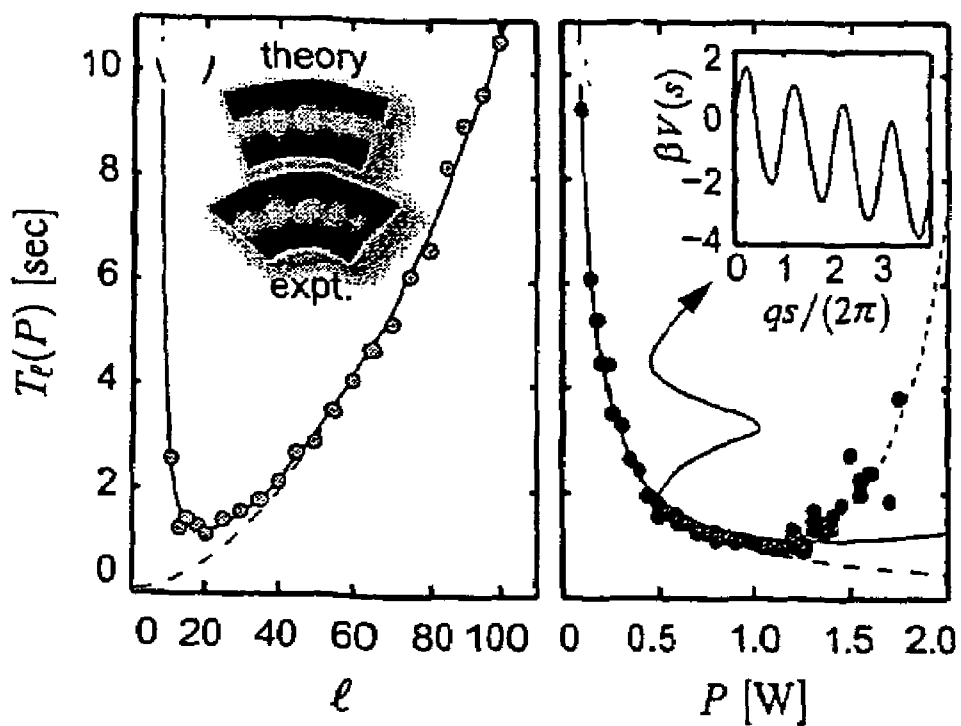 T_ℓ(P) [sec]
10
8
6
4
2
0
theory
expt.
0 20 40 60 80 100
ℓ
βV(s)
2
0
−2
−4
0 1 2 3
qs/(2π)
0 0.5 1.0 1.5 2.0
P [W]